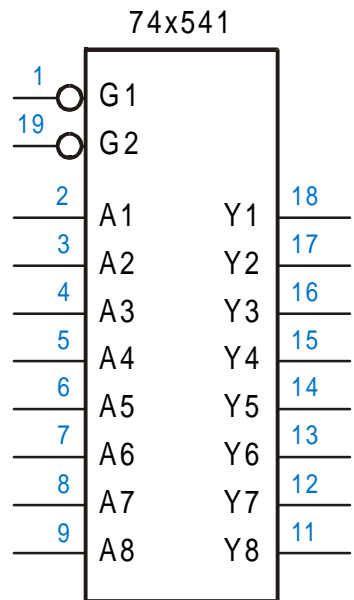 74x541
1 G1
19 G2
2 A1 Y1 18
3 A2 Y2 17
4 A3 Y3 16
5 A4 Y4 15
6 A5 Y5 14
7 A6 Y6 13
8 A7 Y7 12
9 A8 Y8 11